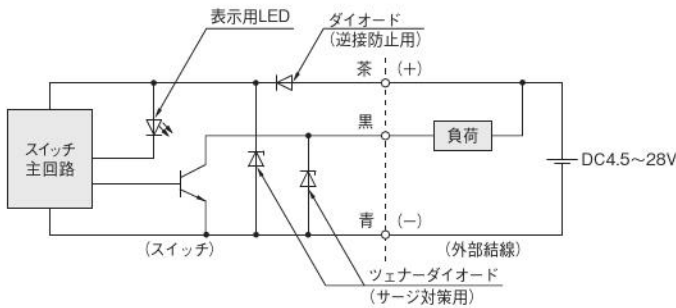 表示用LED
ダイオード
(逆接防止用)
茶 (+)
黒
スイッチ
主回路
負荷
DC4.5～28V
青 (−)
(スイッチ)
(外部結線)
ツェナーダイオード
(サージ対策用)